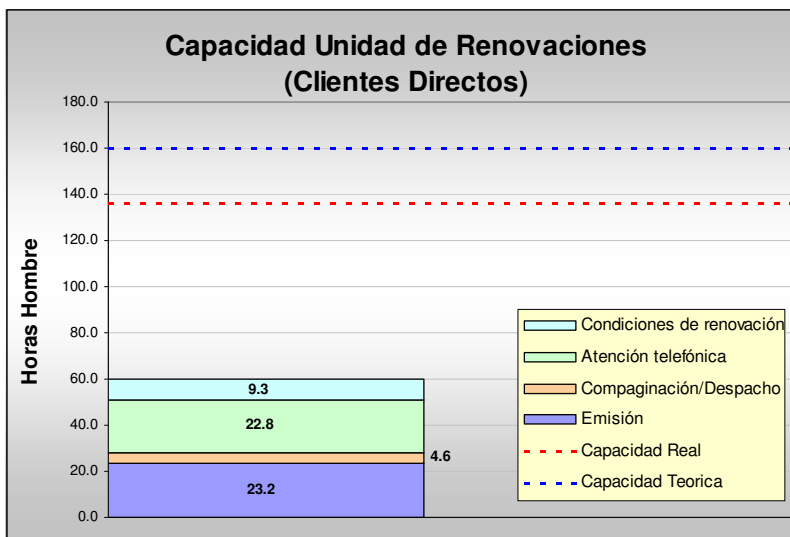 Capacidad Unidad de Renovaciones
(Clientes Directos)
Horas Hombre
180.0
160.0
140.0
120.0
100.0
80.0
60.0
40.0
20.0
0.0
9.3
22.8
4.6
23.2
Condiciones de renovación
Atención telefónica
Compaginación/Despacho
Emisión
Capacidad Real
Capacidad Teorica